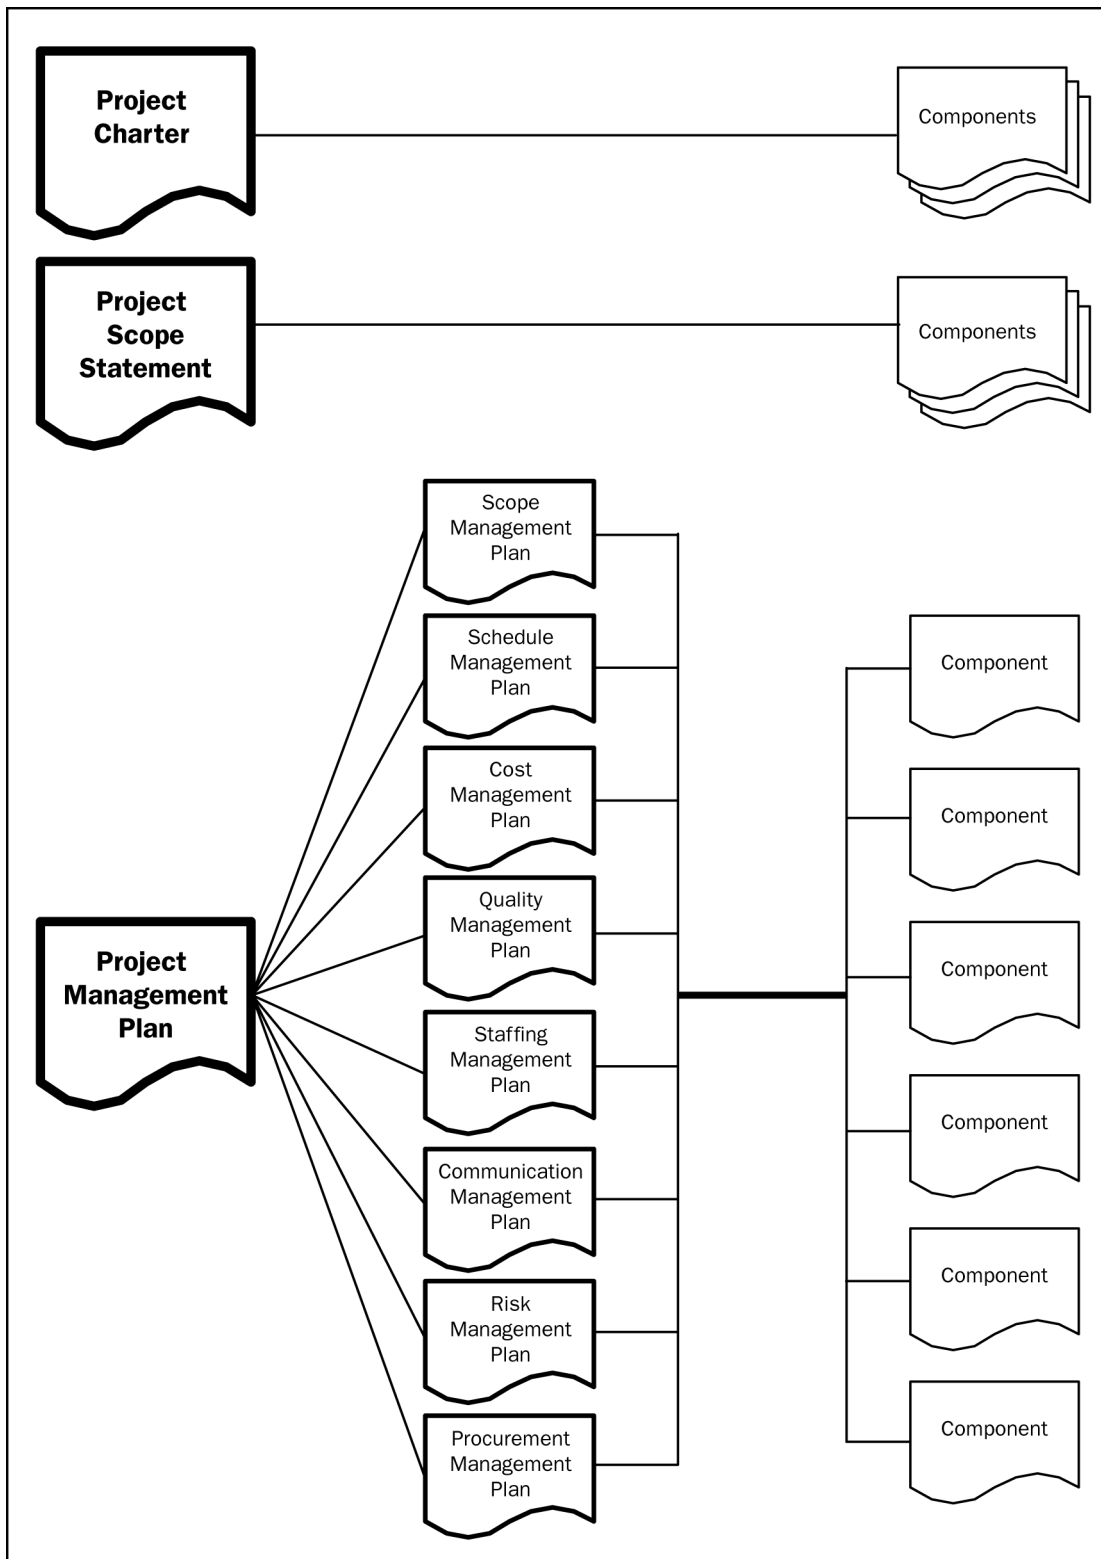 Project
Charter
Components
Project
Scope
Statement
Components
Scope
Management
Plan
Schedule
Management
Plan
Cost
Management
Plan
Quality
Management
Plan
Project
Management
Plan
Staffing
Management
Plan
Communication
Management
Plan
Risk
Management
Plan
Procurement
Management
Plan
Component
Component
Component
Component
Component
Component